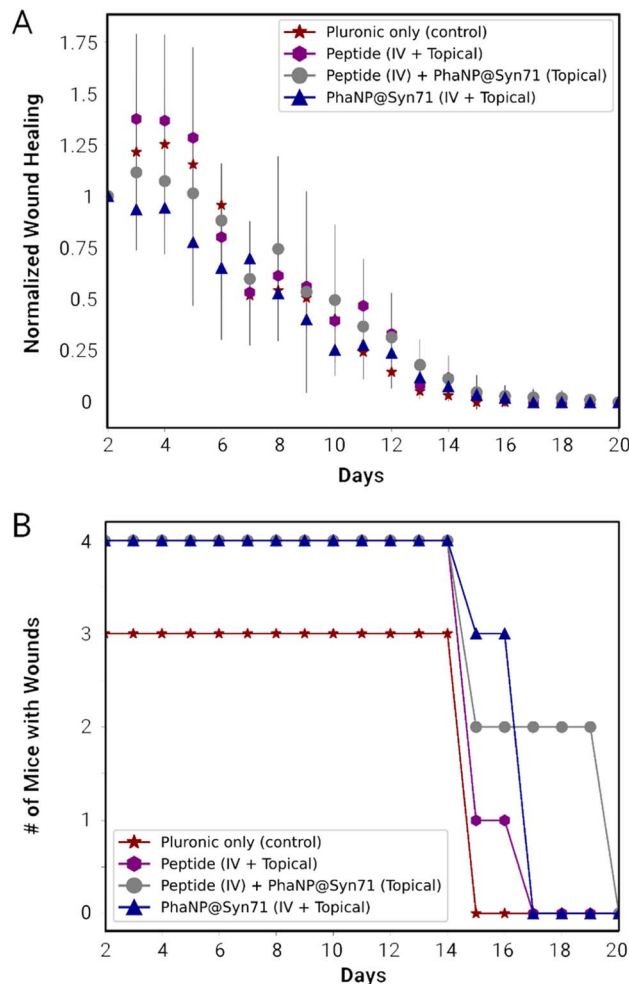 A
Normalized Wound Healing
1.75
1.5
1.25
1
0.75
0.5
0.25
0
Pluronic only (control)
Peptide (IV + Topical)
Peptide (IV) + PhaNP@Syn71 (Topical)
PhaNP@Syn71 (IV + Topical)
2 4 6 8 10 12 14 16 18 20
Days
B
# of Mice with Wounds
4
3
2
1
0
Pluronic only (control)
Peptide (IV + Topical)
Peptide (IV) + PhaNP@Syn71 (Topical)
PhaNP@Syn71 (IV + Topical)
2 4 6 8 10 12 14 16 18 20
Days